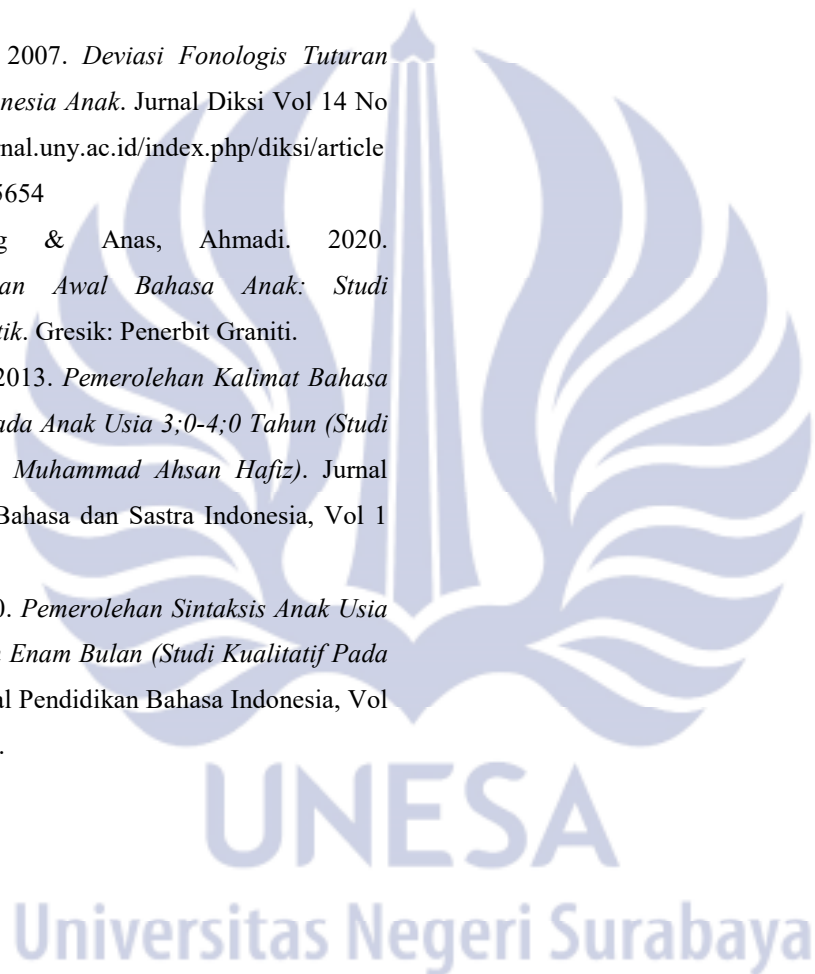 2007. Deviasi Fonologis Tuturan
nesia Anak. Jurnal Diksi Vol 14 No
nal.uny.ac.id/index.php/diksi/article
5654
g & Anas, Ahmadi. 2020.
an Awal Bahasa Anak: Studi
tik. Gresik: Penerbit Graniti.
2013. Pemerolehan Kalimat Bahasa
ada Anak Usia 3;0-4;0 Tahun (Studi
Muhammad Ahsan Hafiz). Jurnal
Bahasa dan Sastra Indonesia, Vol 1
0. Pemerolehan Sintaksis Anak Usia
n Enam Bulan (Studi Kualitatif Pada
al Pendidikan Bahasa Indonesia, Vol
.
UNESA
Universitas Negeri Surabaya